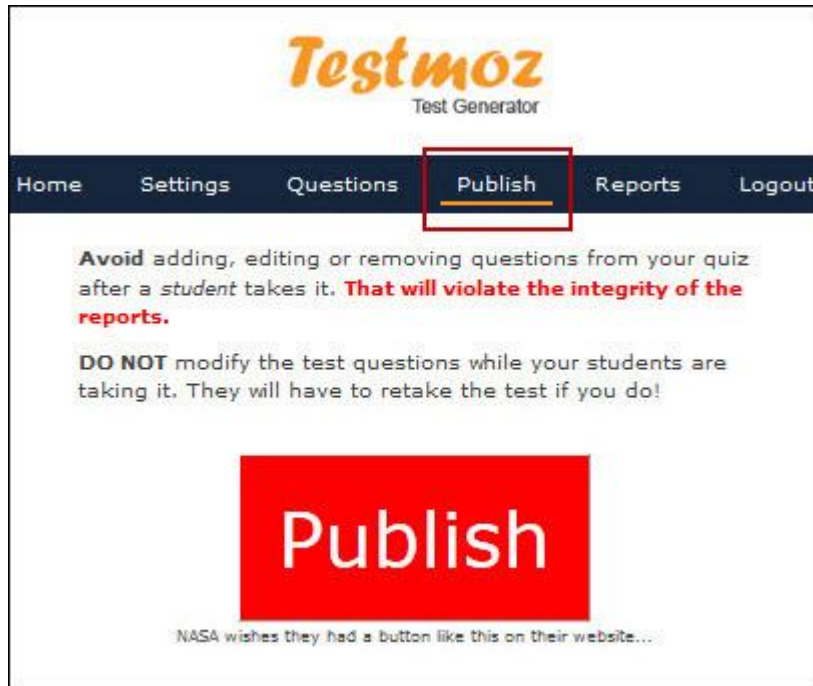 Testmoz
Test Generator
Home Settings Questions Publish Reports Logout
Avoid adding, editing or removing questions from your quiz
after a student takes it. That will violate the integrity of the
reports.
DO NOT modify the test questions while your students are
taking it. They will have to retake the test if you do!
Publish
NASA wishes they had a button like this on their website...